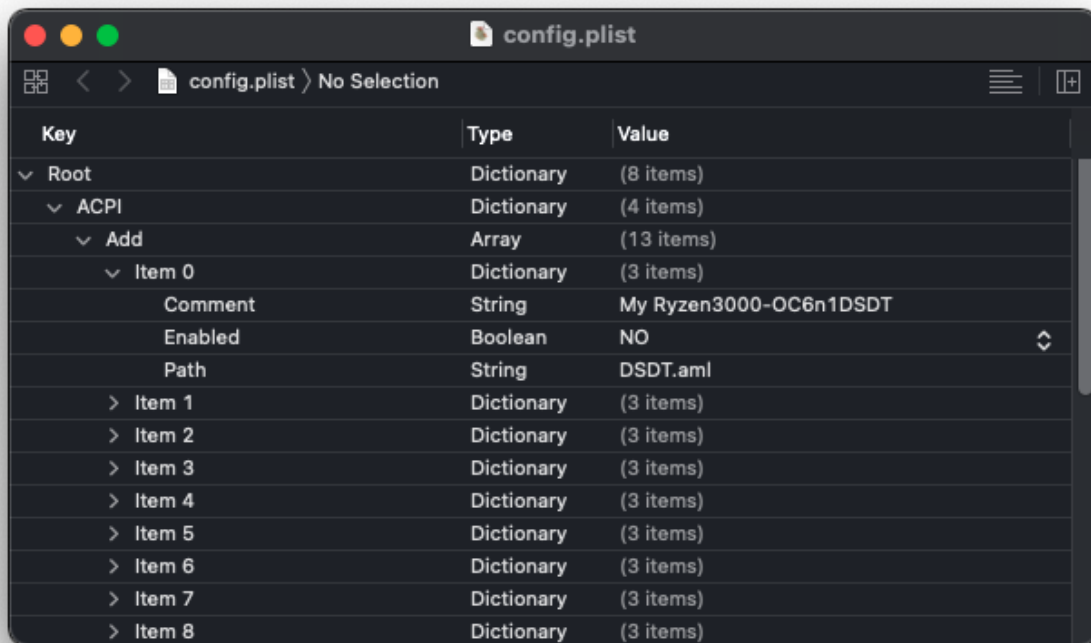 config.plist
config.plist 〉 No Selection
Key Type Value
Root Dictionary (8 items)
ACPI Dictionary (4 items)
Add Array (13 items)
Item 0 Dictionary (3 items)
Comment String My Ryzen3000-OC6n1DSDT
Enabled Boolean NO
Path String DSDT.aml
Item 1 Dictionary (3 items)
Item 2 Dictionary (3 items)
Item 3 Dictionary (3 items)
Item 4 Dictionary (3 items)
Item 5 Dictionary (3 items)
Item 6 Dictionary (3 items)
Item 7 Dictionary (3 items)
Item 8 Dictionary (3 items)